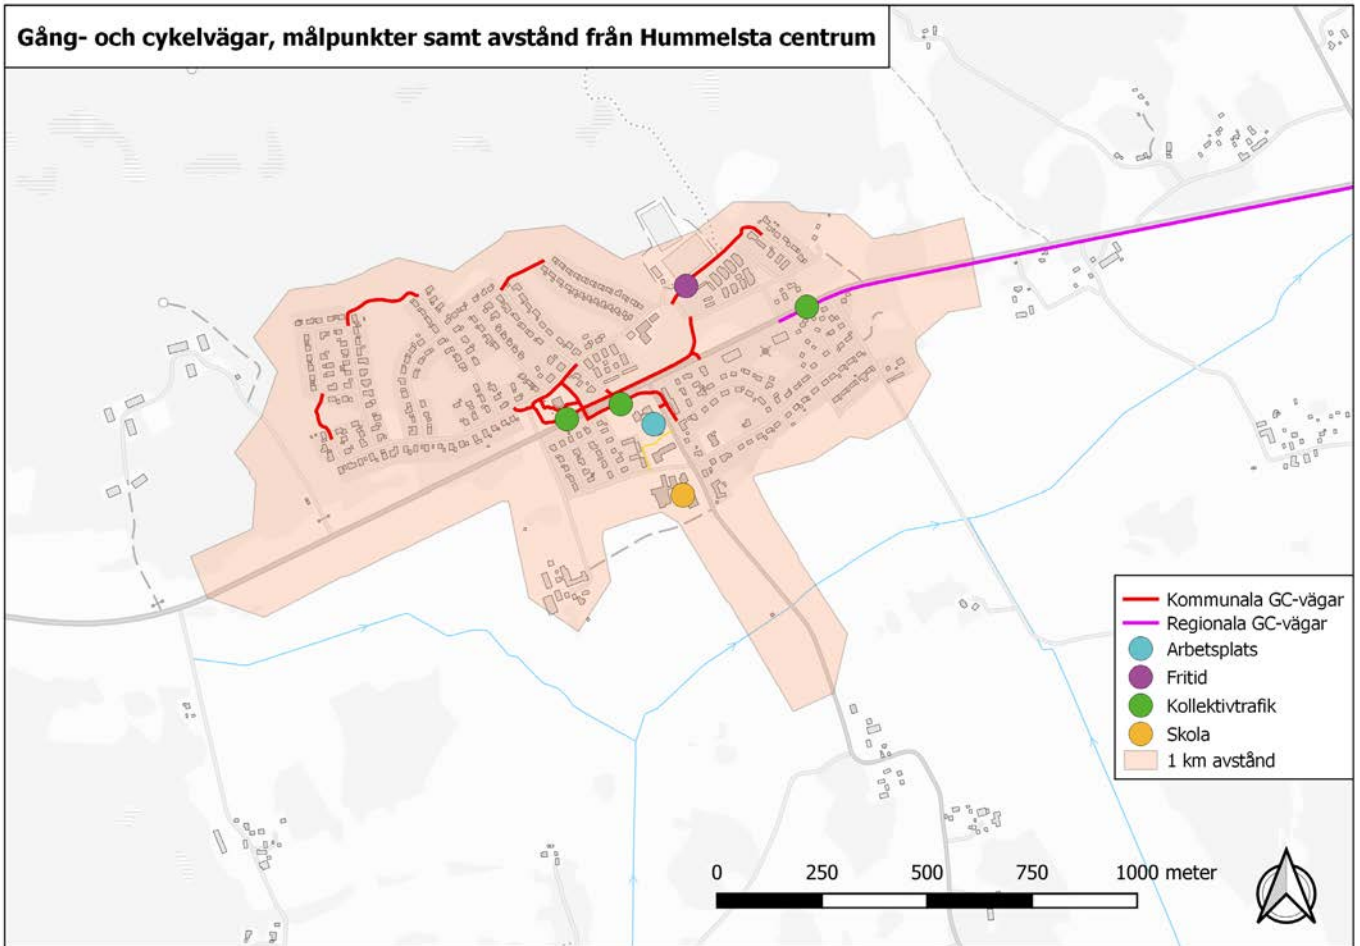 Gång- och cykelvägar, målpunkter samt avstånd från Hummelsta centrum
Kommunala GC-vägar
Regionala GC-vägar
Arbetsplats
Fritid
Kollektivtrafik
Skola
1 km avstånd
0 250 500 750 1000 meter